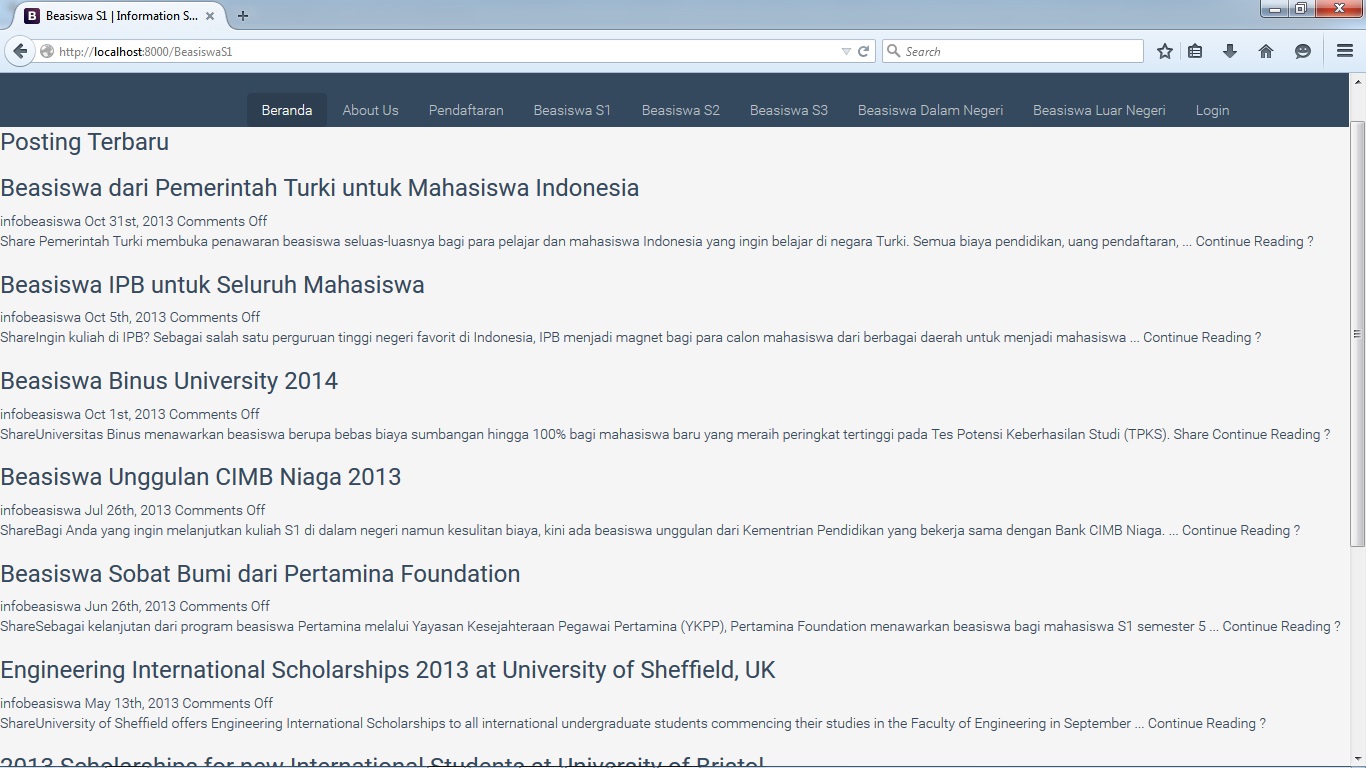 Beasiswa S1 | Information S...
http://localhost:8000/BeasiswaS1
Search
Beranda About Us Pendaftaran Beasiswa S1 Beasiswa S2 Beasiswa S3 Beasiswa Dalam Negeri Beasiswa Luar Negeri Login
Posting Terbaru
Beasiswa dari Pemerintah Turki untuk Mahasiswa Indonesia
infobeasiswa Oct 31st, 2013 Comments Off
Share Pemerintah Turki membuka penawaran beasiswa seluas-luasnya bagi para pelajar dan mahasiswa Indonesia yang ingin belajar di negara Turki. Semua biaya pendidikan, uang pendaftaran, ... Continue Reading ?
Beasiswa IPB untuk Seluruh Mahasiswa
infobeasiswa Oct 5th, 2013 Comments Off
ShareIngin kuliah di IPB? Sebagai salah satu perguruan tinggi negeri favorit di Indonesia, IPB menjadi magnet bagi para calon mahasiswa dari berbagai daerah untuk menjadi mahasiswa ... Continue Reading ?
Beasiswa Binus University 2014
infobeasiswa Oct 1st, 2013 Comments Off
ShareUniversitas Binus menawarkan beasiswa berupa bebas biaya sumbangan hingga 100% bagi mahasiswa baru yang meraih peringkat tertinggi pada Tes Potensi Keberhasilan Studi (TPKS). Share Continue Reading ?
Beasiswa Unggulan CIMB Niaga 2013
infobeasiswa Jul 26th, 2013 Comments Off
ShareBagi Anda yang ingin melanjutkan kuliah S1 di dalam negeri namun kesulitan biaya, kini ada beasiswa unggulan dari Kementrian Pendidikan yang bekerja sama dengan Bank CIMB Niaga. ... Continue Reading ?
Beasiswa Sobat Bumi dari Pertamina Foundation
infobeasiswa Jun 26th, 2013 Comments Off
ShareSebagai kelanjutan dari program beasiswa Pertamina melalui Yayasan Kesejahteraan Pegawai Pertamina (YKPP), Pertamina Foundation menawarkan beasiswa bagi mahasiswa S1 semester 5 ... Continue Reading ?
Engineering International Scholarships 2013 at University of Sheffield, UK
infobeasiswa May 13th, 2013 Comments Off
ShareUniversity of Sheffield offers Engineering International Scholarships to all international undergraduate students commencing their studies in the Faculty of Engineering in September ... Continue Reading ?
2013 Scholarships for new International Students at University of Bristol